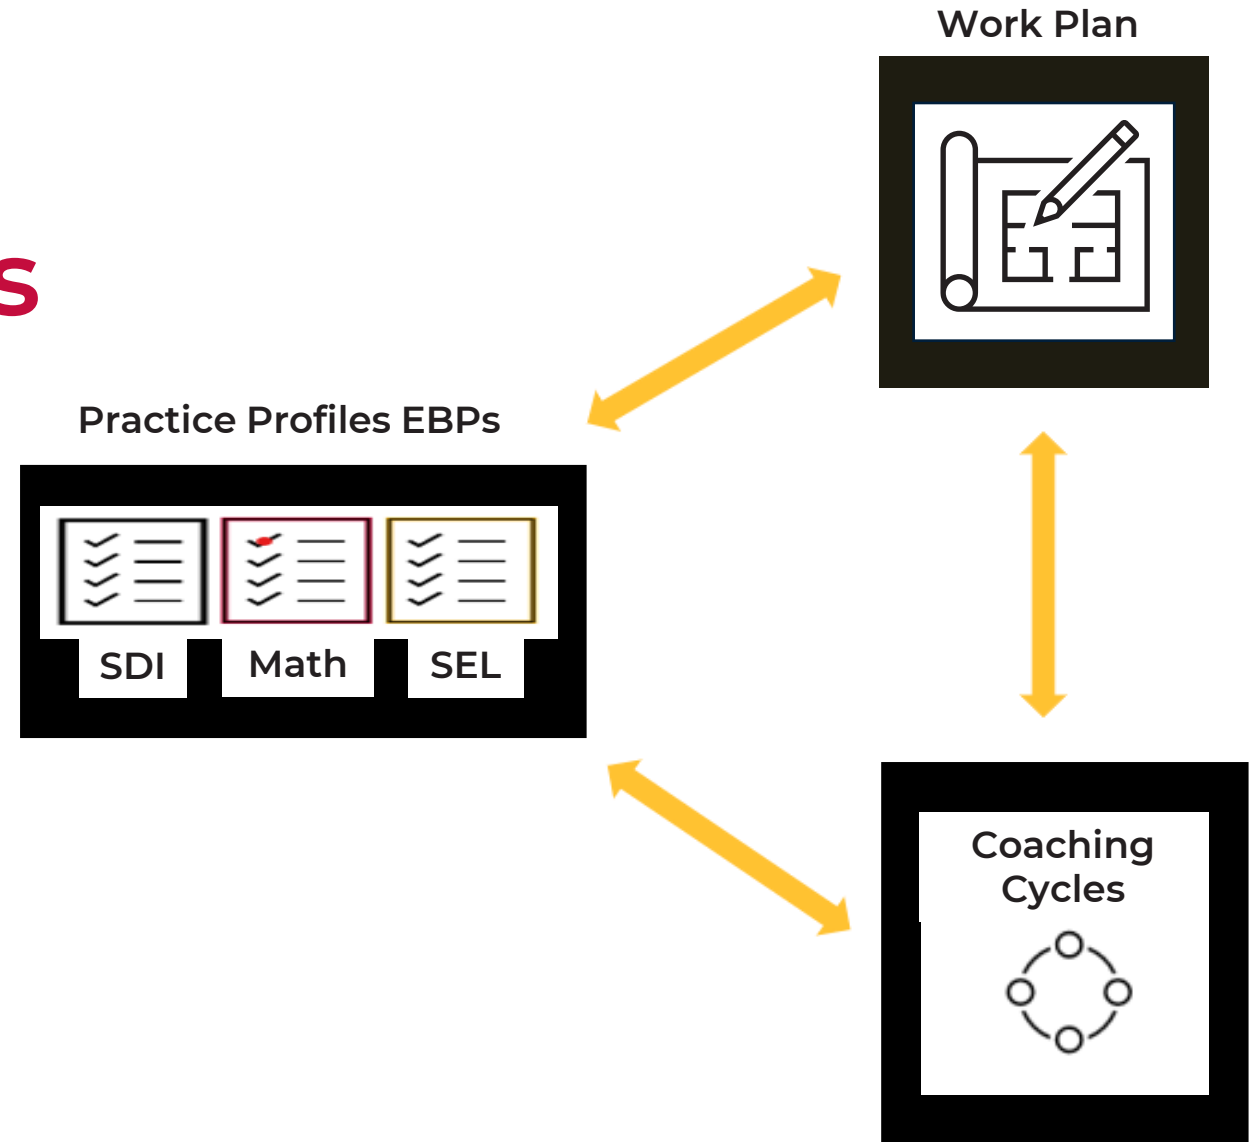 Work Plan
s
Practice Profiles EBPs
SDI
Math
SEL
Coaching
Cycles